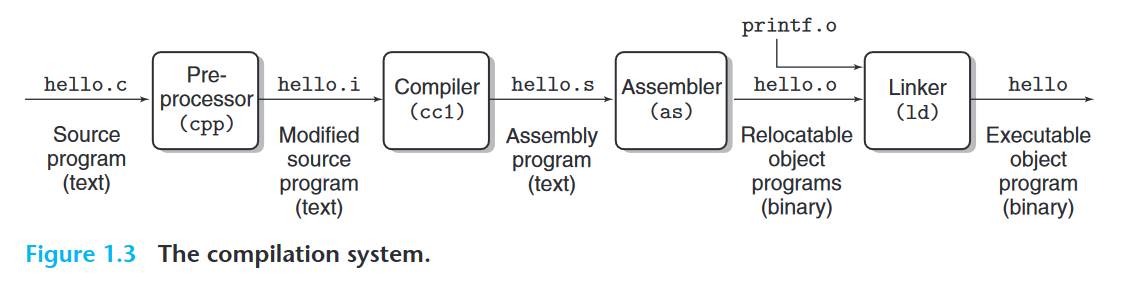 printf.o
hello.c
Pre-
processor
(cpp)
hello.i
Compiler
(cc1)
hello.s
Assembler
(as)
hello.o
Linker
(ld)
hello
Source
program
(text)
Modified
source
program
(text)
Assembly
program
(text)
Relocatable
object
programs
(binary)
Executable
object
program
(binary)
Figure 1.3 The compilation system.